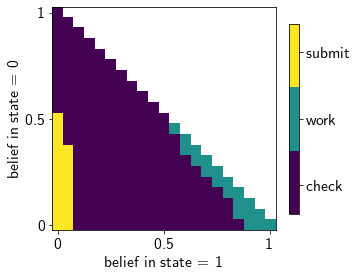 1
0.5
0
0
0.5
1
belief in state = 0
belief in state = 1
submit
work
check